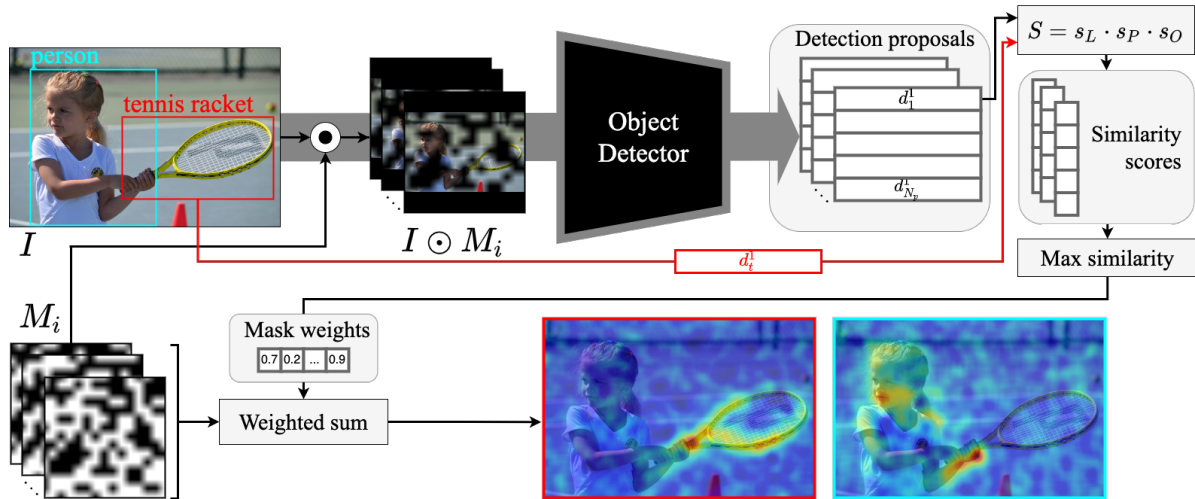 person
tennis racket
I
I ⊙ M_i
Object
Detector
Detection proposals
d_1^1
d_{N_p}^1
S = s_L · s_P · s_O
Similarity
scores
Max similarity
d_t^1
M_i
Mask weights
0.7 0.2 ... 0.9
Weighted sum